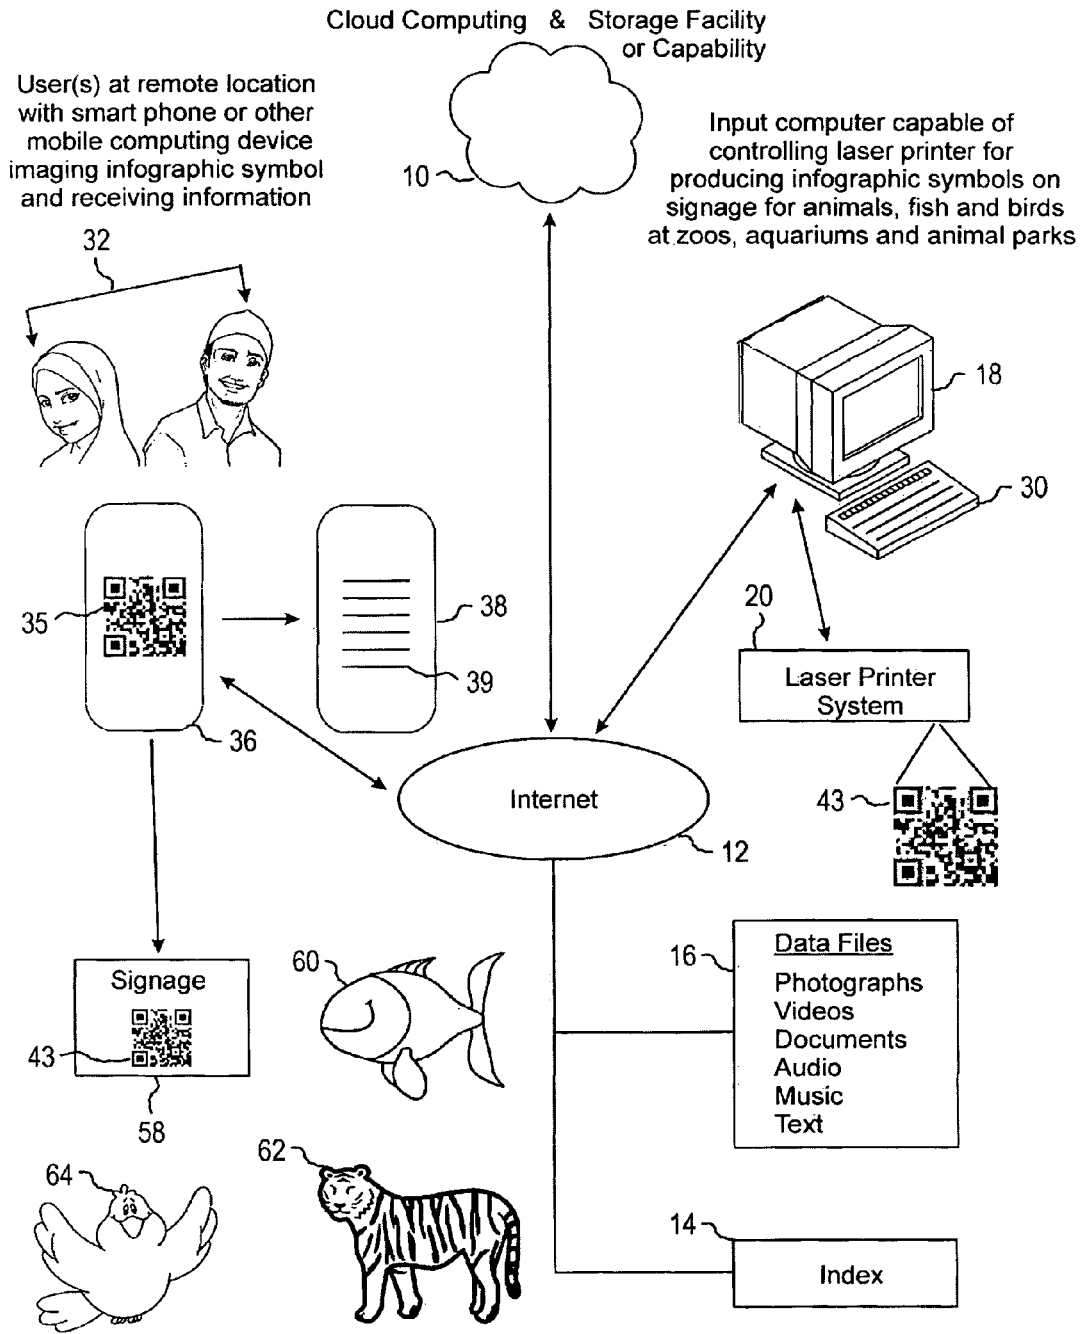 Cloud Computing & Storage Facility
or Capability
User(s) at remote location
with smart phone or other
mobile computing device
imaging infographic symbol
and receiving information
10
Input computer capable of
controlling laser printer for
producing infographic symbols on
signage for animals, fish and birds
at zoos, aquariums and animal parks
32
18
30
35
38
39
36
20
Laser Printer
System
43
Internet
12
Signage
43
58
60
16
Data Files
Photographs
Videos
Documents
Audio
Music
Text
64
62
14
Index